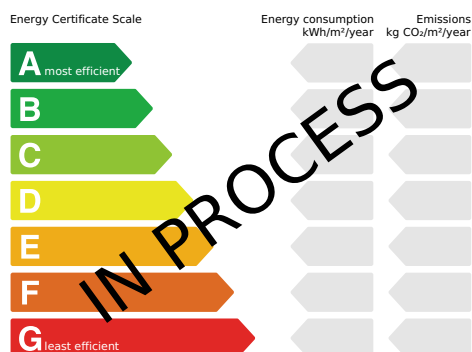 Energy Certificate Scale
Energy consumption
kWh/m²/year
Emissions
kg CO₂/m²/year
A most efficient
B
C
D
E
F
G least efficient
IN PROCESS